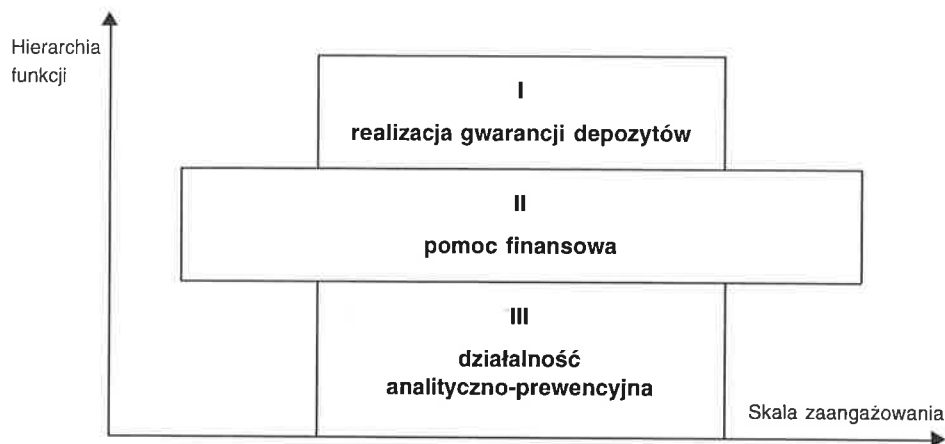 Hierarchia
funkcji
I
realizacja gwarancji depozytów
II
pomoc finansowa
III
działalność
analityczno-prewencyjna
Skala zaangażowania